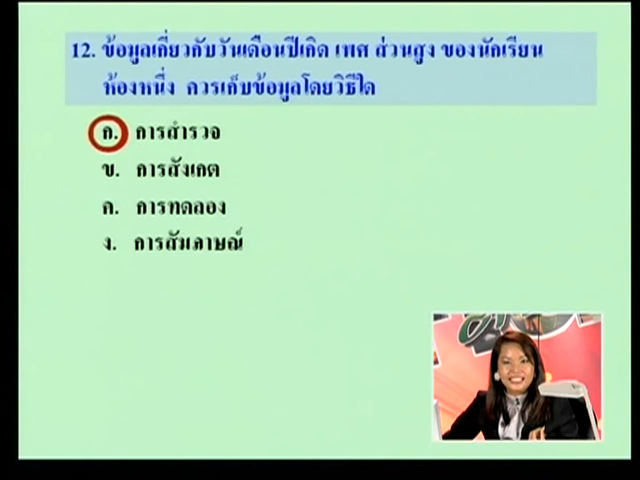 12. ข้อมูลเกี่ยวกับวันเดือนปีเกิด เพศ ส่วนสูง ของนักเรียน
ห้องหนึ่ง ควรเก็บข้อมูลโดยวิธีใด
ก. การสำรวจ
ข. การสังเกต
ค. การทดลอง
ง. การสัมภาษณ์